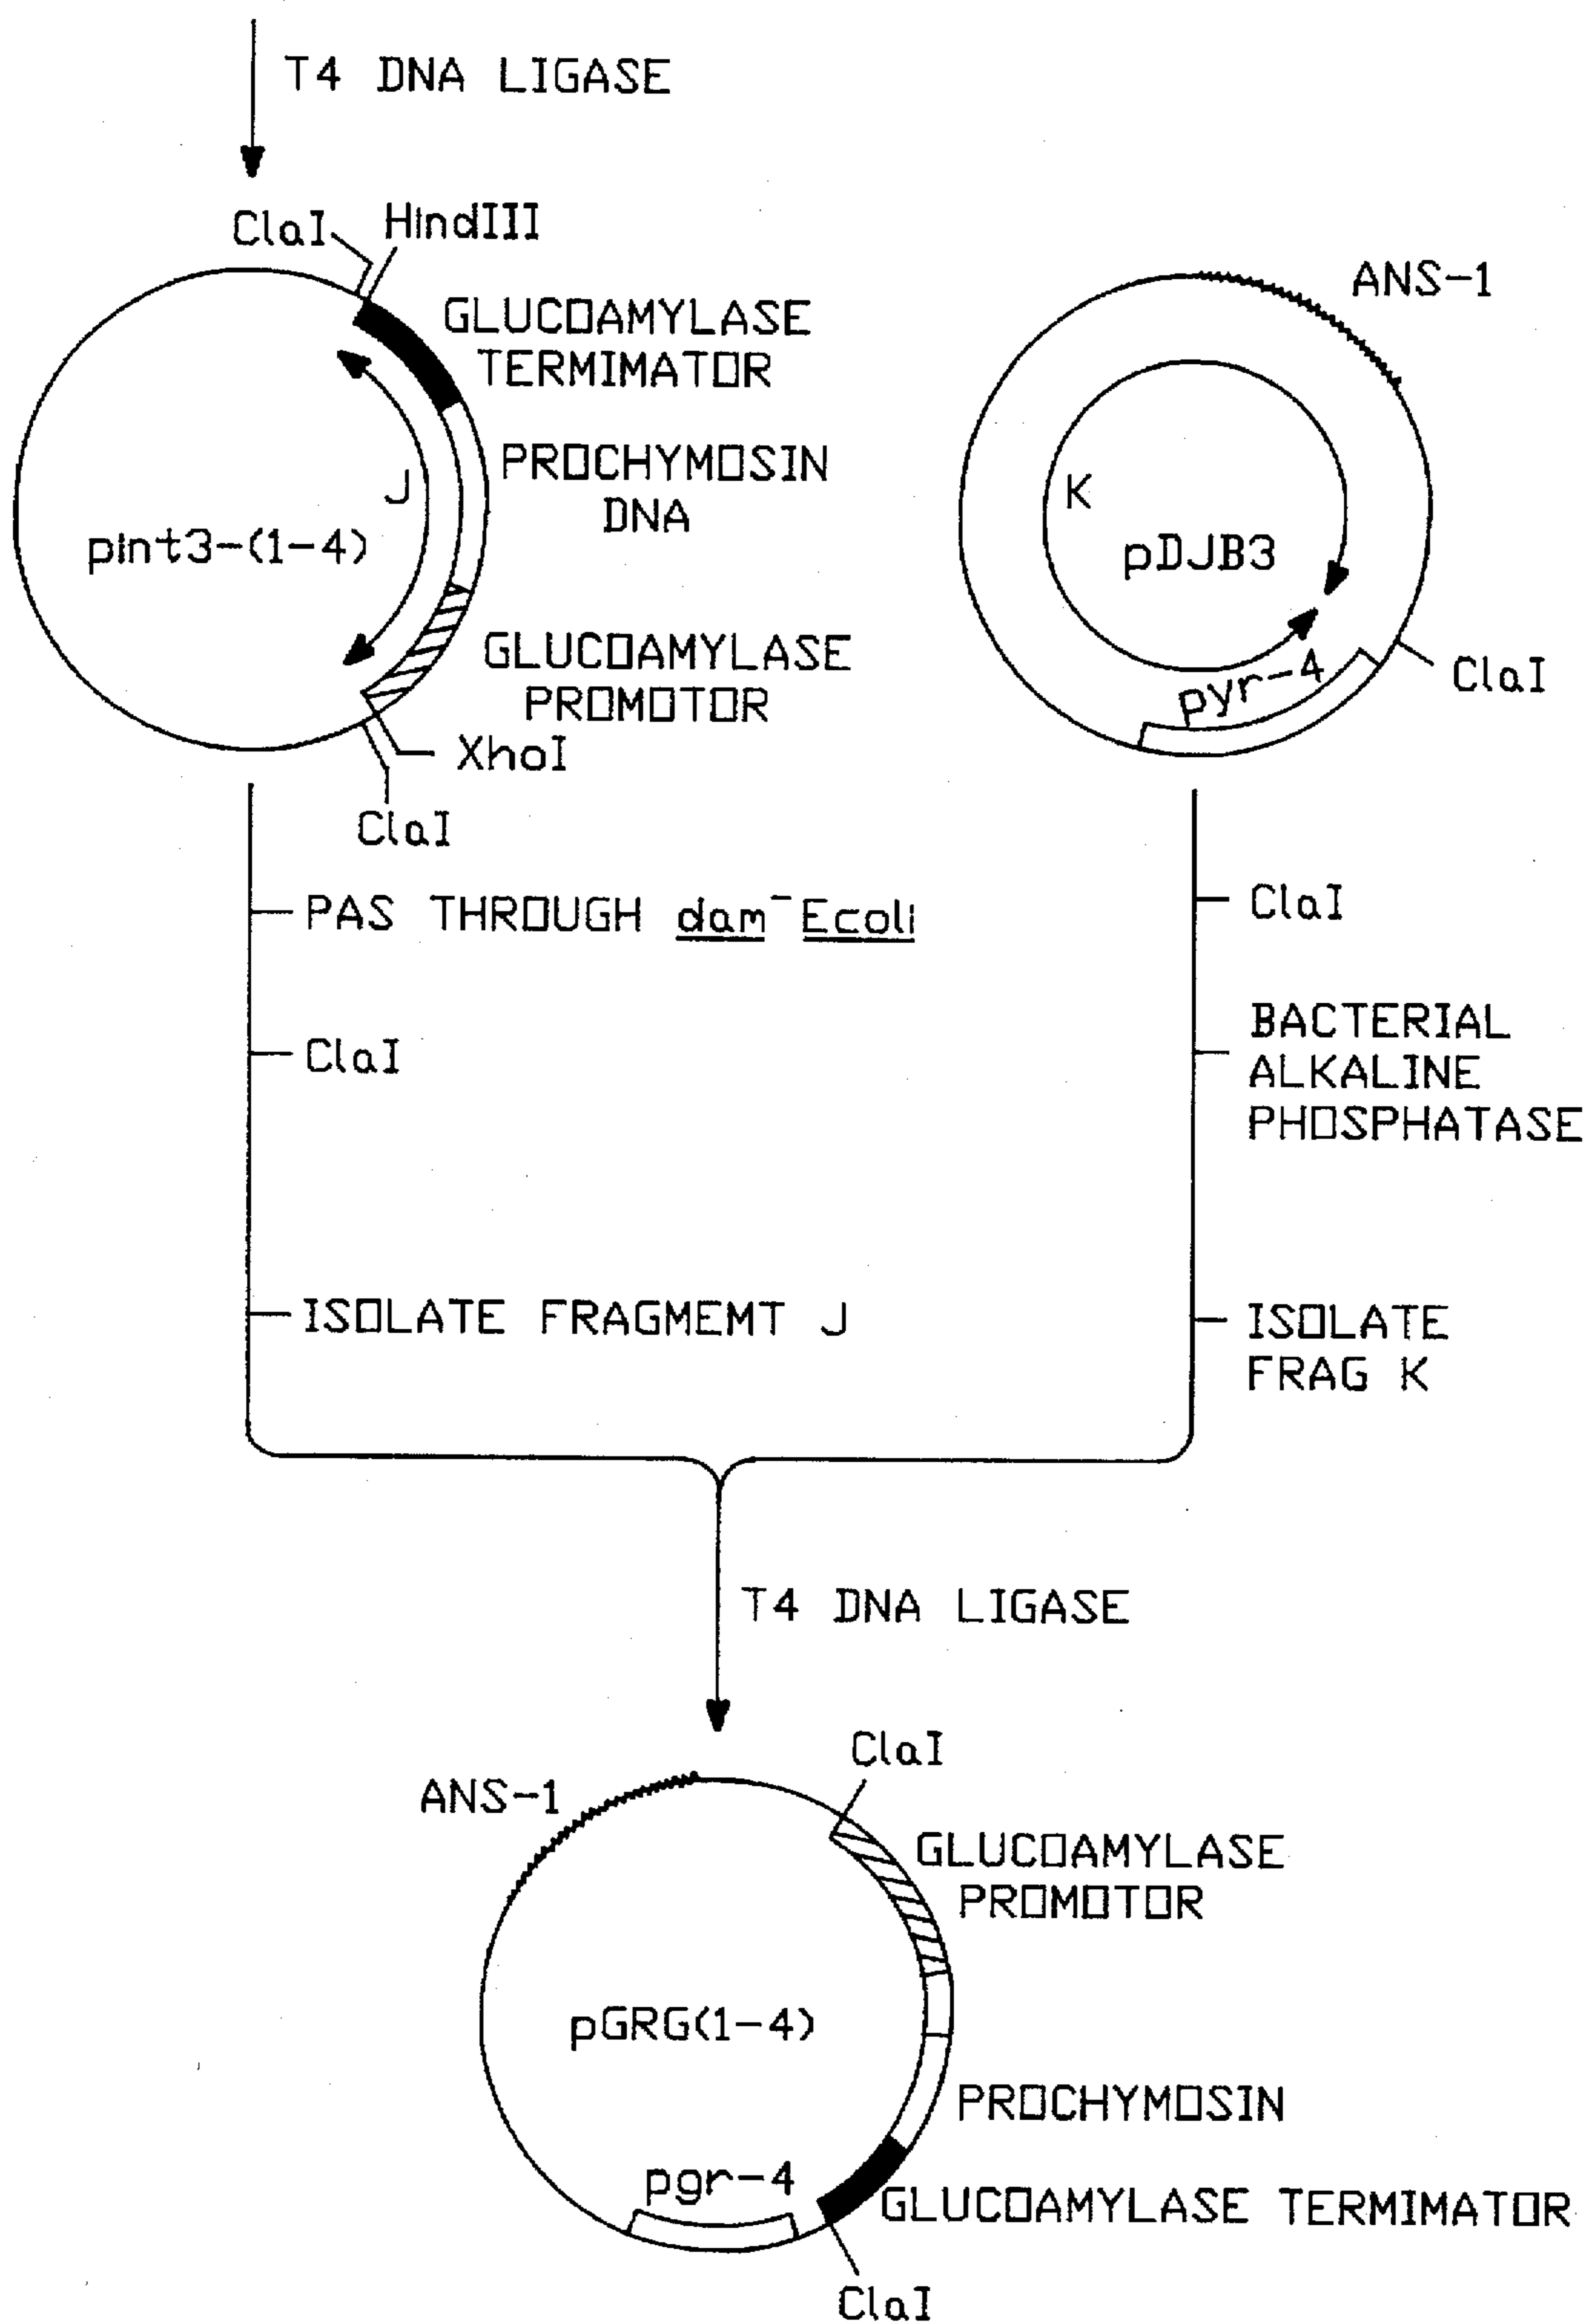 T4 DNA LIGASE
ClaI
HindIII
GLUCOAMYLASE
TERMIMATOR
PROCHYMOSIN
DNA
J
pint3-(1-4)
GLUCOAMYLASE
PROMOTOR
XhoI
ClaI
ANS-1
K
pDJB3
pyr-4
ClaI
PAS THROUGH dam⁻ Ecoli
ClaI
ISOLATE FRAGMEMT J
ClaI
BACTERIAL
ALKALINE
PHOSPHATASE
ISOLATE
FRAG K
T4 DNA LIGASE
ClaI
ANS-1
GLUCOAMYLASE
PROMOTOR
pGRG(1-4)
PROCHYMOSIN
pgr-4
GLUCOAMYLASE TERMIMATOR
ClaI